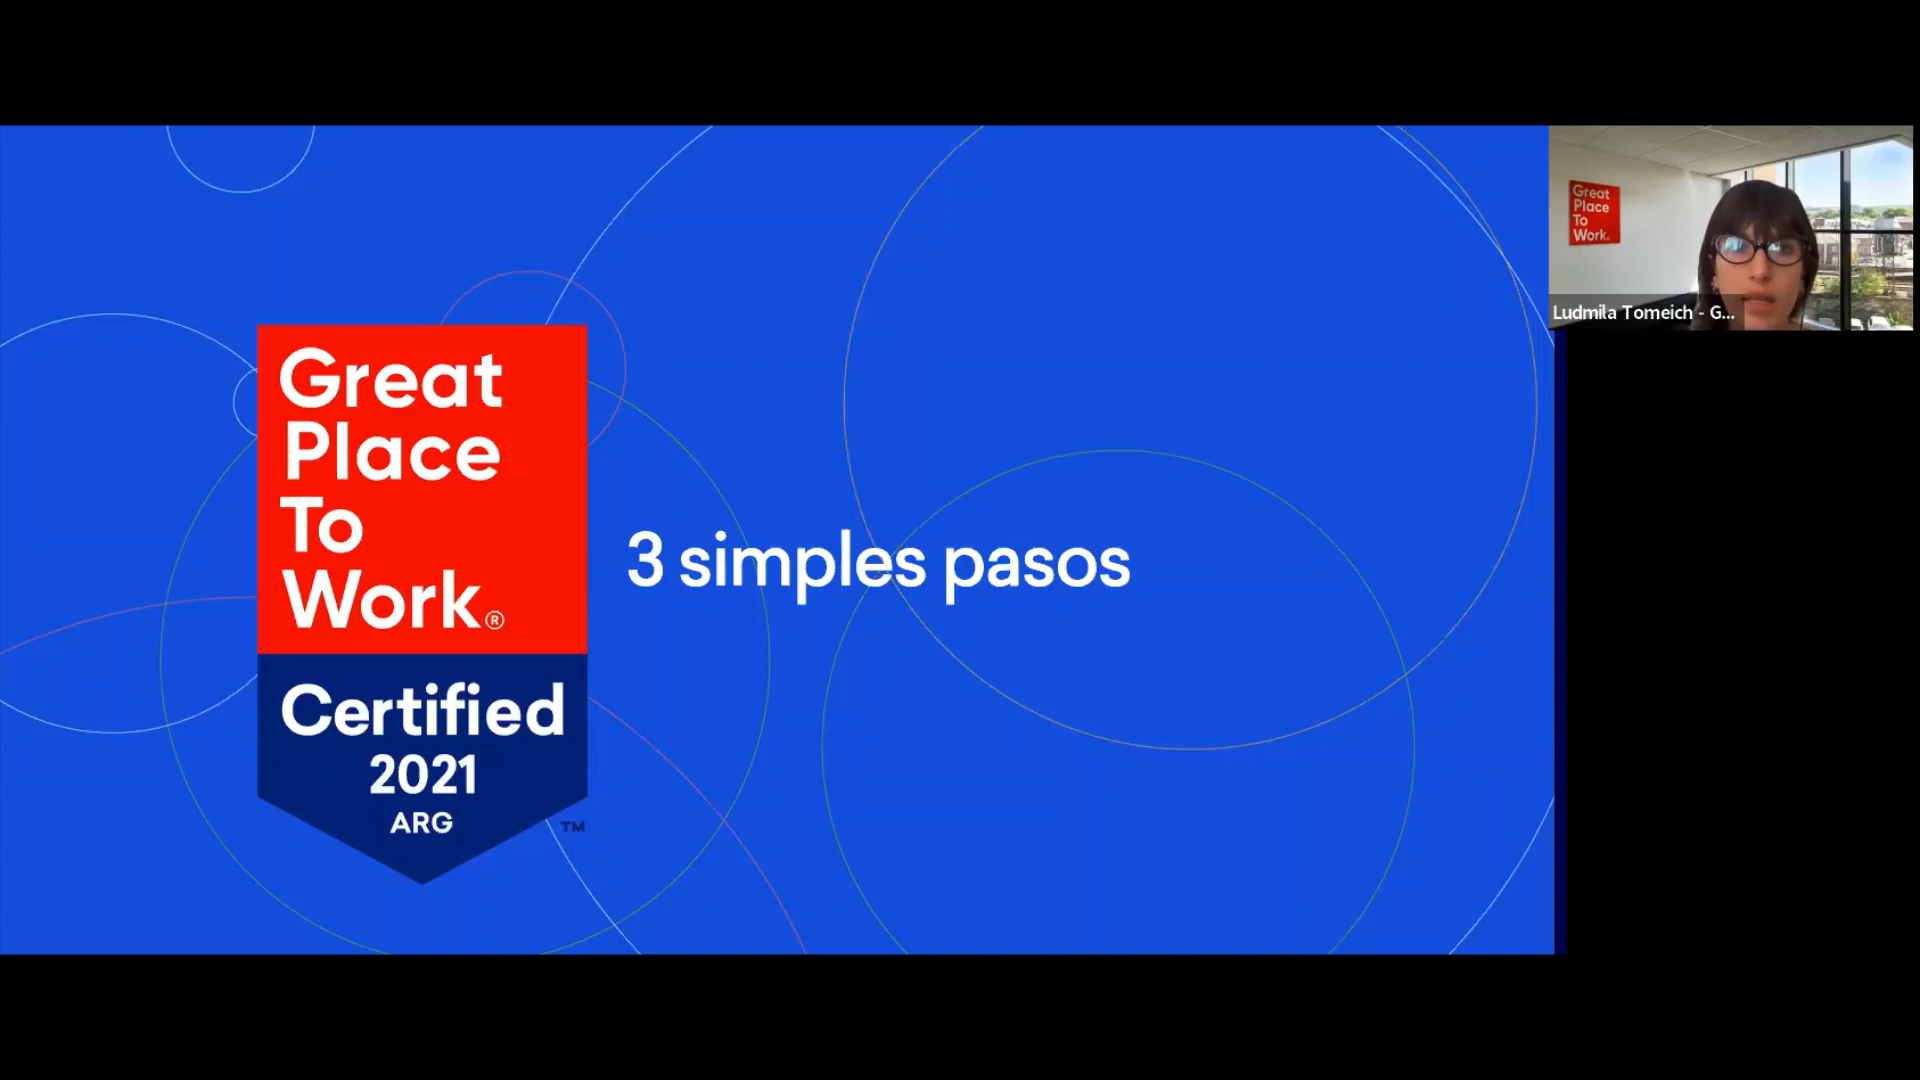 Great
Place
To
Work®
Certified
2021
ARG
™
3 simples pasos
Great
Place
To
Work.
Ludmila Tomeich - G...